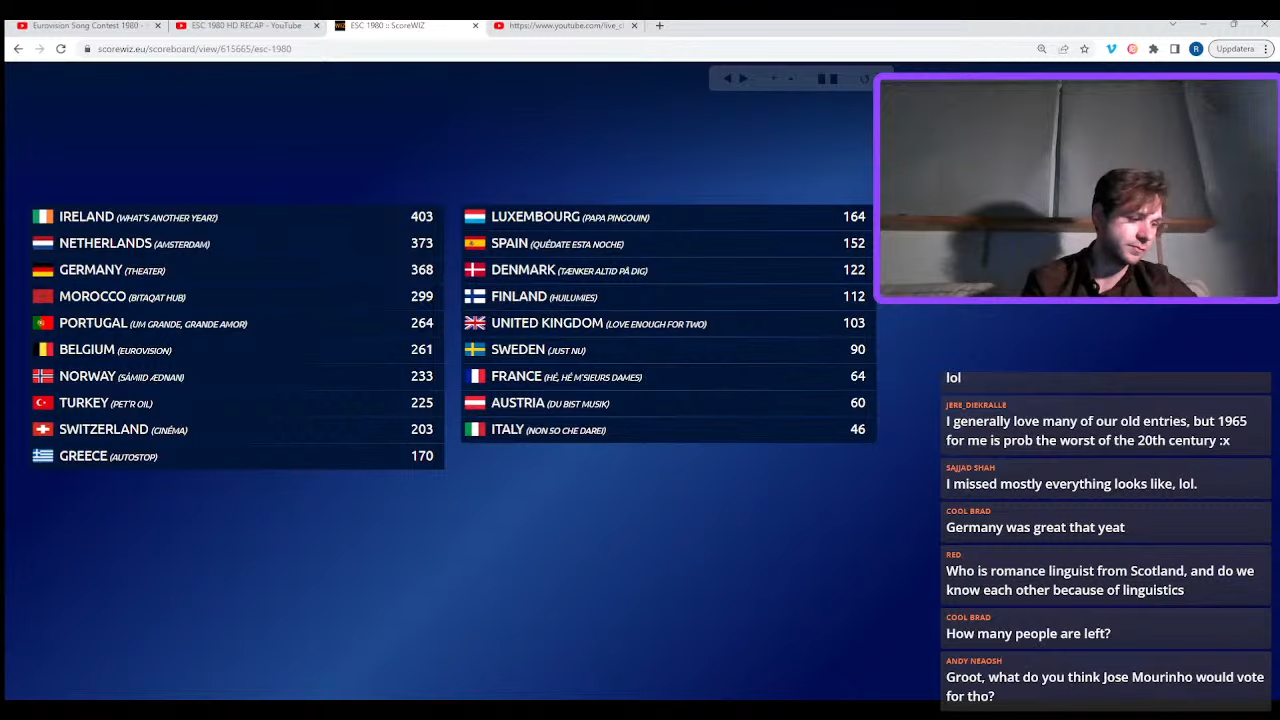 Eurovision Song Contest 1980 -
ESC 1980 HD RECAP - YouTube
ESC 1980 :: ScoreWIZ
https://www.youtube.com/live_cl
scorewiz.eu/scoreboard/view/615665/esc-1980
R
Uppdatera
IRELAND (WHAT'S ANOTHER YEAR?) 403
NETHERLANDS (AMSTERDAM) 373
GERMANY (THEATER) 368
MOROCCO (BITAQAT HUB) 299
PORTUGAL (UM GRANDE, GRANDE AMOR) 264
BELGIUM (EUROVISION) 261
NORWAY (SÁMIID ÆDNAN) 233
TURKEY (PET'R OIL) 225
SWITZERLAND (CINÉMA) 203
GREECE (AUTOSTOP) 170
LUXEMBOURG (PAPA PINGOUIN) 164
SPAIN (QUÉDATE ESTA NOCHE) 152
DENMARK (TÆNKER ALTID PÅ DIG) 122
FINLAND (HUILUMIES) 112
UNITED KINGDOM (LOVE ENOUGH FOR TWO) 103
SWEDEN (JUST NU) 90
FRANCE (HÉ, HÉ M'SIEURS DAMES) 64
AUSTRIA (DU BIST MUSIK) 60
ITALY (NON SO CHE DAREI) 46
lol
JERE_DIEKRALLE
I generally love many of our old entries, but 1965
for me is prob the worst of the 20th century :x
SAJJAD SHAH
I missed mostly everything looks like, lol.
COOL BRAD
Germany was great that yeat
RED
Who is romance linguist from Scotland, and do we
know each other because of linguistics
COOL BRAD
How many people are left?
ANDY NEAOSH
Groot, what do you think Jose Mourinho would vote
for tho?